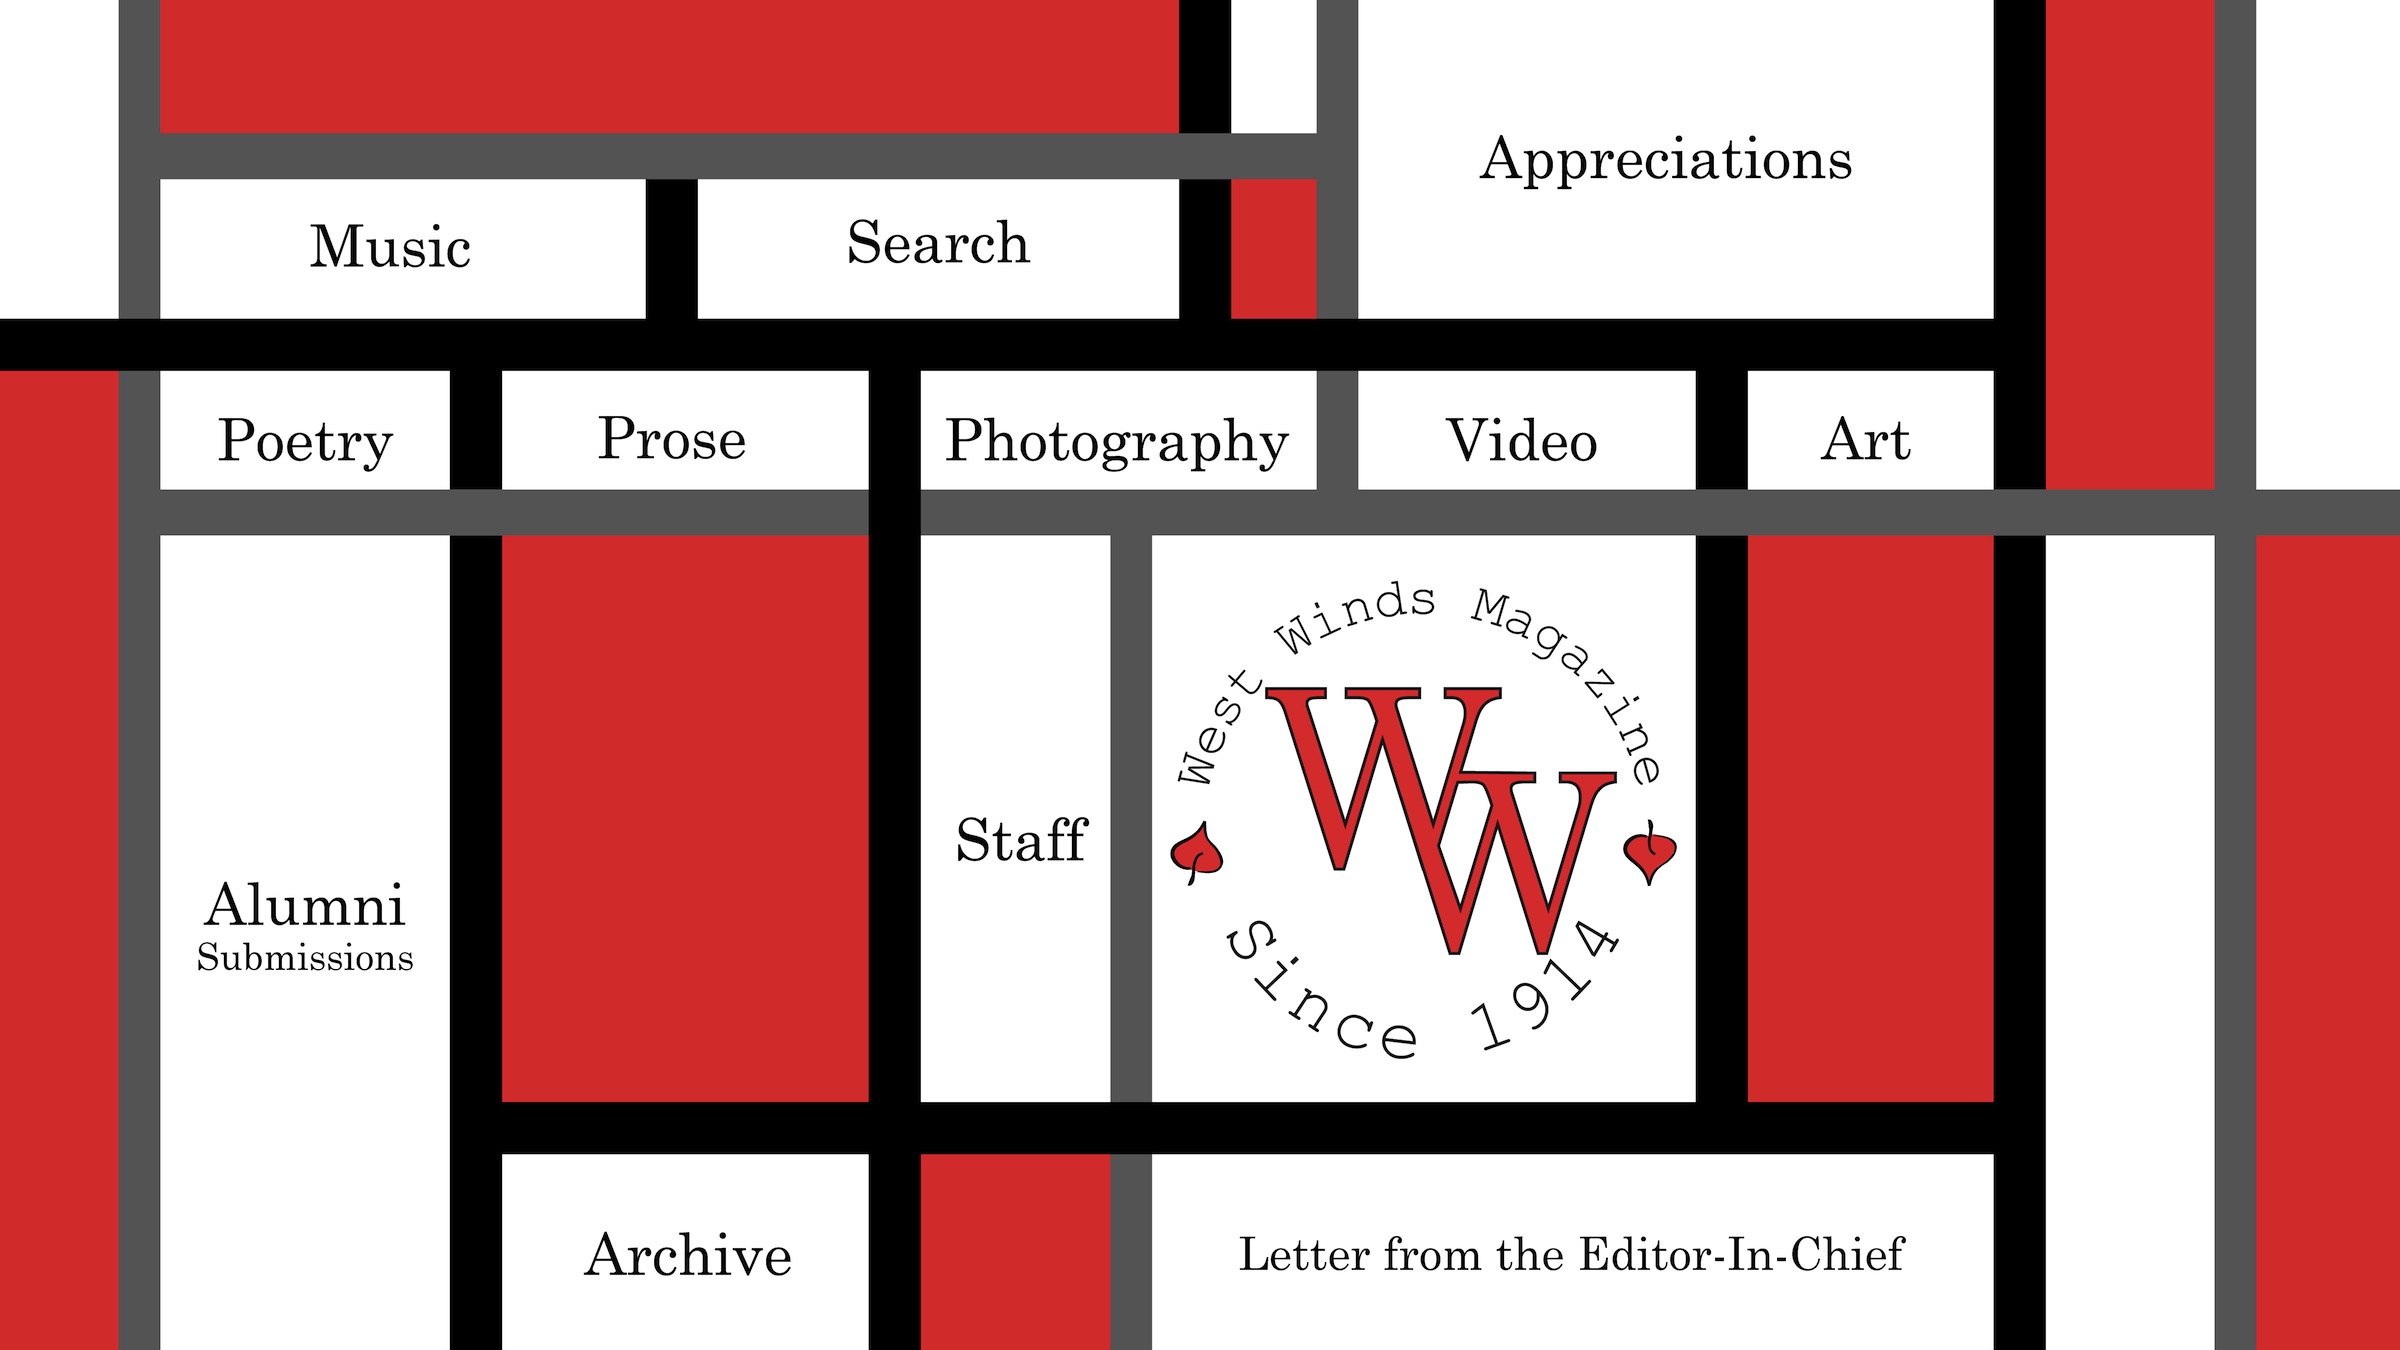 Appreciations
Music
Search
Poetry
Prose
Photography
Video
Art
West Winds Magazine
WW
Since 1914
Staff
Alumni
Submissions
Archive
Letter from the Editor-In-Chief